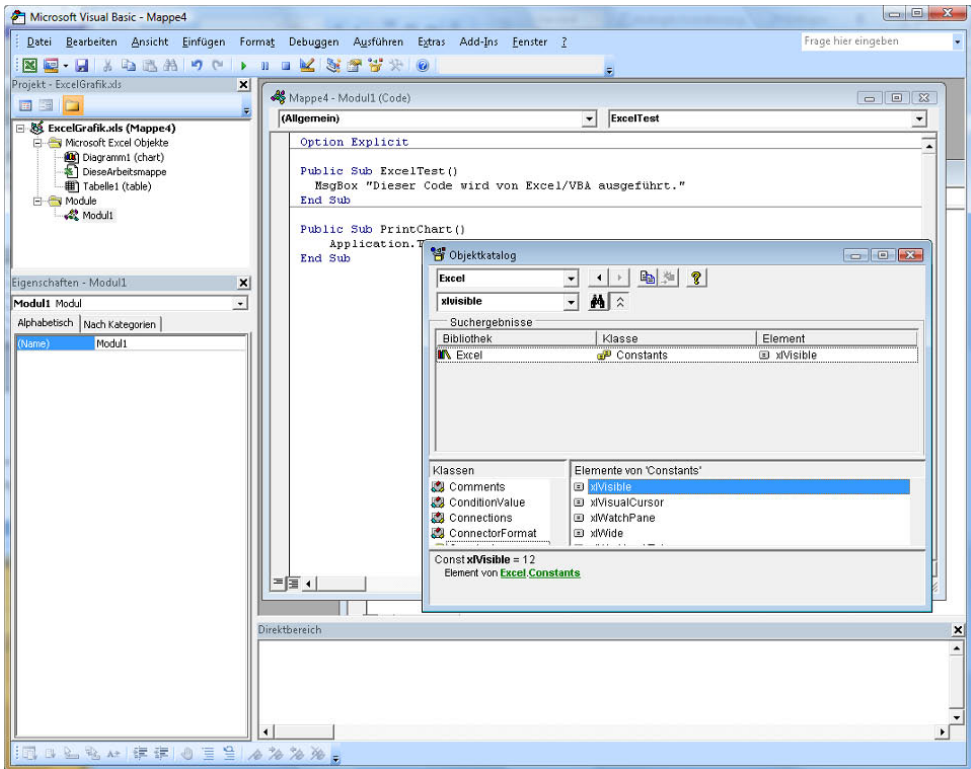 Microsoft Visual Basic - Mappe4
Datei Bearbeiten Ansicht Einfügen Format Debuggen Ausführen Extras Add-Ins Fenster ?
Frage hier eingeben
Projekt - ExcelGrafik.xls
ExcelGrafik.xls (Mappe4)
Microsoft Excel Objekte
Diagramm1 (chart)
DieseArbeitsmappe
Tabelle1 (table)
Module
Modul1
Eigenschaften - Modul1
Modul1 Modul
Alphabetisch Nach Kategorien
(Name) Modul1
Mappe4 - Modul1 (Code)
(Allgemein) ExcelTest
Option Explicit
Public Sub ExcelTest()
MsgBox "Dieser Code wird von Excel/VBA ausgeführt."
End Sub
Public Sub PrintChart()
Application.
End Sub
Objektkatalog
Excel
xlvisible
Suchergebnisse
Bibliothek Klasse Element
Excel Constants xlVisible
Klassen Elemente von 'Constants'
Comments xlVisible
ConditionValue xlVisualCursor
Connections xlWatchPane
ConnectorFormat xlWide
Const xlVisible = 12
Element von Excel.Constants
Direktbereich